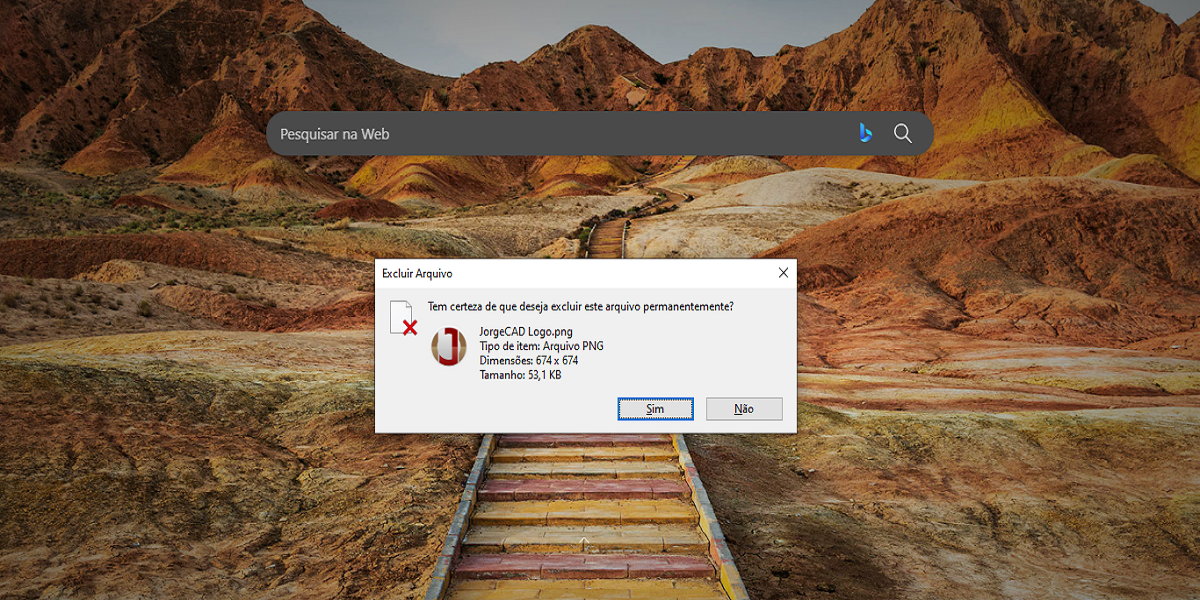 Pesquisar na Web
Excluir Arquivo
Tem certeza de que deseja excluir este arquivo permanentemente?
JorgeCAD Logo.png
Tipo de item: Arquivo PNG
Dimensões: 674 x 674
Tamanho: 53,1 KB
Sim
Não